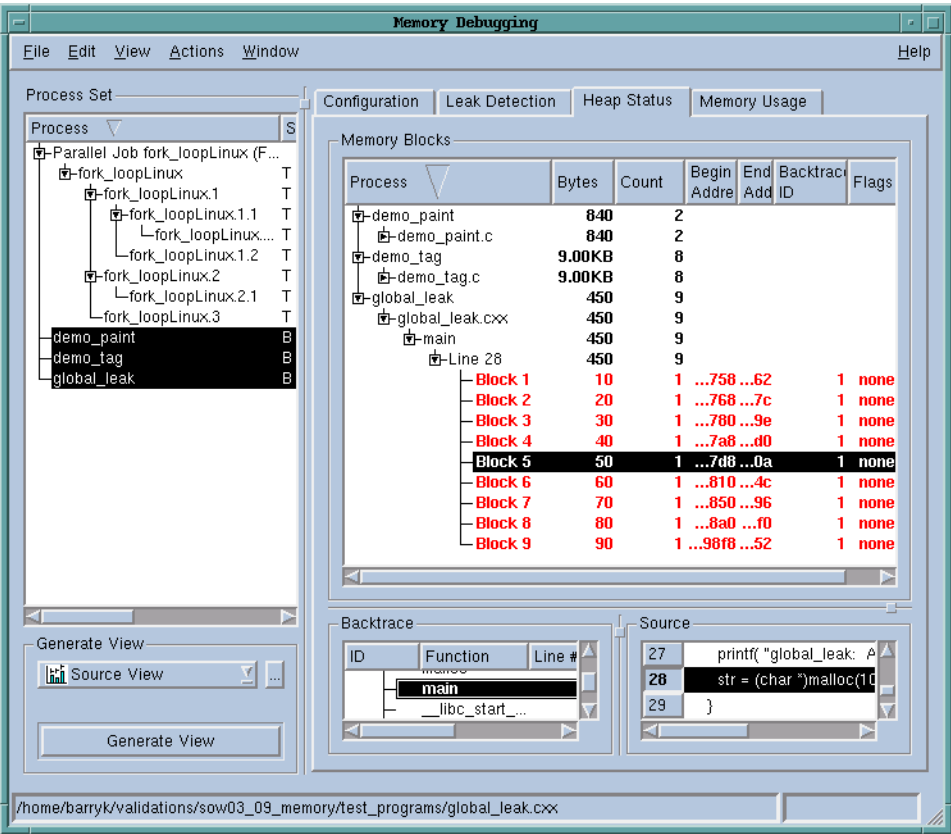 Memory Debugging
File Edit View Actions Window Help
Process Set
Process S
Parallel Job fork_loopLinux (F...
fork_loopLinux T
fork_loopLinux.1 T
fork_loopLinux.1.1 T
fork_loopLinux.... T
fork_loopLinux.1.2 T
fork_loopLinux.2 T
fork_loopLinux.2.1 T
fork_loopLinux.3 T
demo_paint B
demo_tag B
global_leak B
Generate View
Source View ...
Generate View
Configuration Leak Detection Heap Status Memory Usage
Memory Blocks
Process Bytes Count Begin Addre End Add Backtrac ID Flags
demo_paint 840 2
demo_paint.c 840 2
demo_tag 9.00KB 8
demo_tag.c 9.00KB 8
global_leak 450 9
global_leak.cxx 450 9
main 450 9
Line 28 450 9
Block 1 10 1 ...758 ...62 1 none
Block 2 20 1 ...768 ...7c 1 none
Block 3 30 1 ...780 ...9e 1 none
Block 4 40 1 ...7a8 ...d0 1 none
Block 5 50 1 ...7d8 ...0a 1 none
Block 6 60 1 ...810 ...4c 1 none
Block 7 70 1 ...850 ...96 1 none
Block 8 80 1 ...8a0 ...f0 1 none
Block 9 90 1 ...98f8 ...52 1 none
Backtrace
ID Function Line #
main
__libc_start_...
Source
27 printf( "global_leak: A
28 str = (char *)malloc(10
29 }
/home/barryk/validations/sow03_09_memory/test_programs/global_leak.cxx